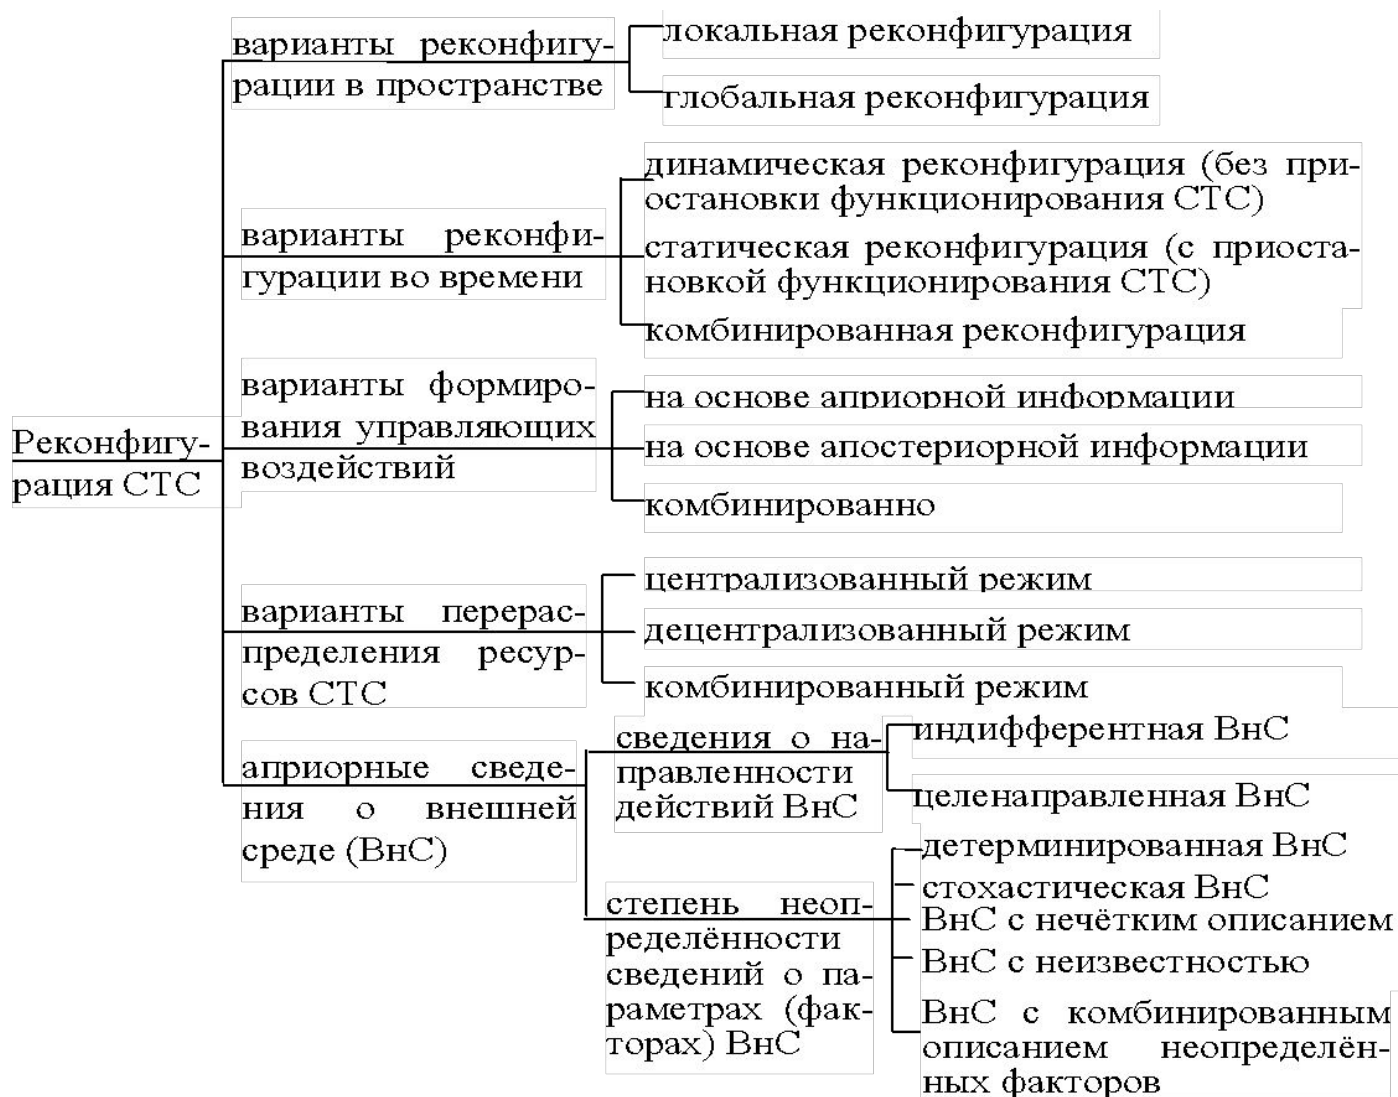 варианты реконфигу-
рации в пространстве
локальная реконфигурация
глобальная реконфигурация
варианты реконфи-
гурации во времени
динамическая реконфигурация (без при-
остановки функционирования СТС)
статическая реконфигурация (с приоста-
новкой функционирования СТС)
комбинированная реконфигурация
Реконфигу-
рация СТС
варианты формиро-
вания управляющих
воздействий
на основе априорной информации
на основе апостериорной информации
комбинированно
варианты перерас-
пределения ресур-
сов СТС
централизованный режим
децентрализованный режим
комбинированный режим
априорные сведе-
ния о внешней
среде (ВнС)
сведения о на-
правленности
действий ВнС
индифферентная ВнС
целенаправленная ВнС
степень неоп-
ределённости
сведений о па-
раметрах (фак-
торах) ВнС
детерминированная ВнС
стохастическая ВнС
ВнС с нечётким описанием
ВнС с неизвестностью
ВнС с комбинированным
описанием неопределён-
ных факторов